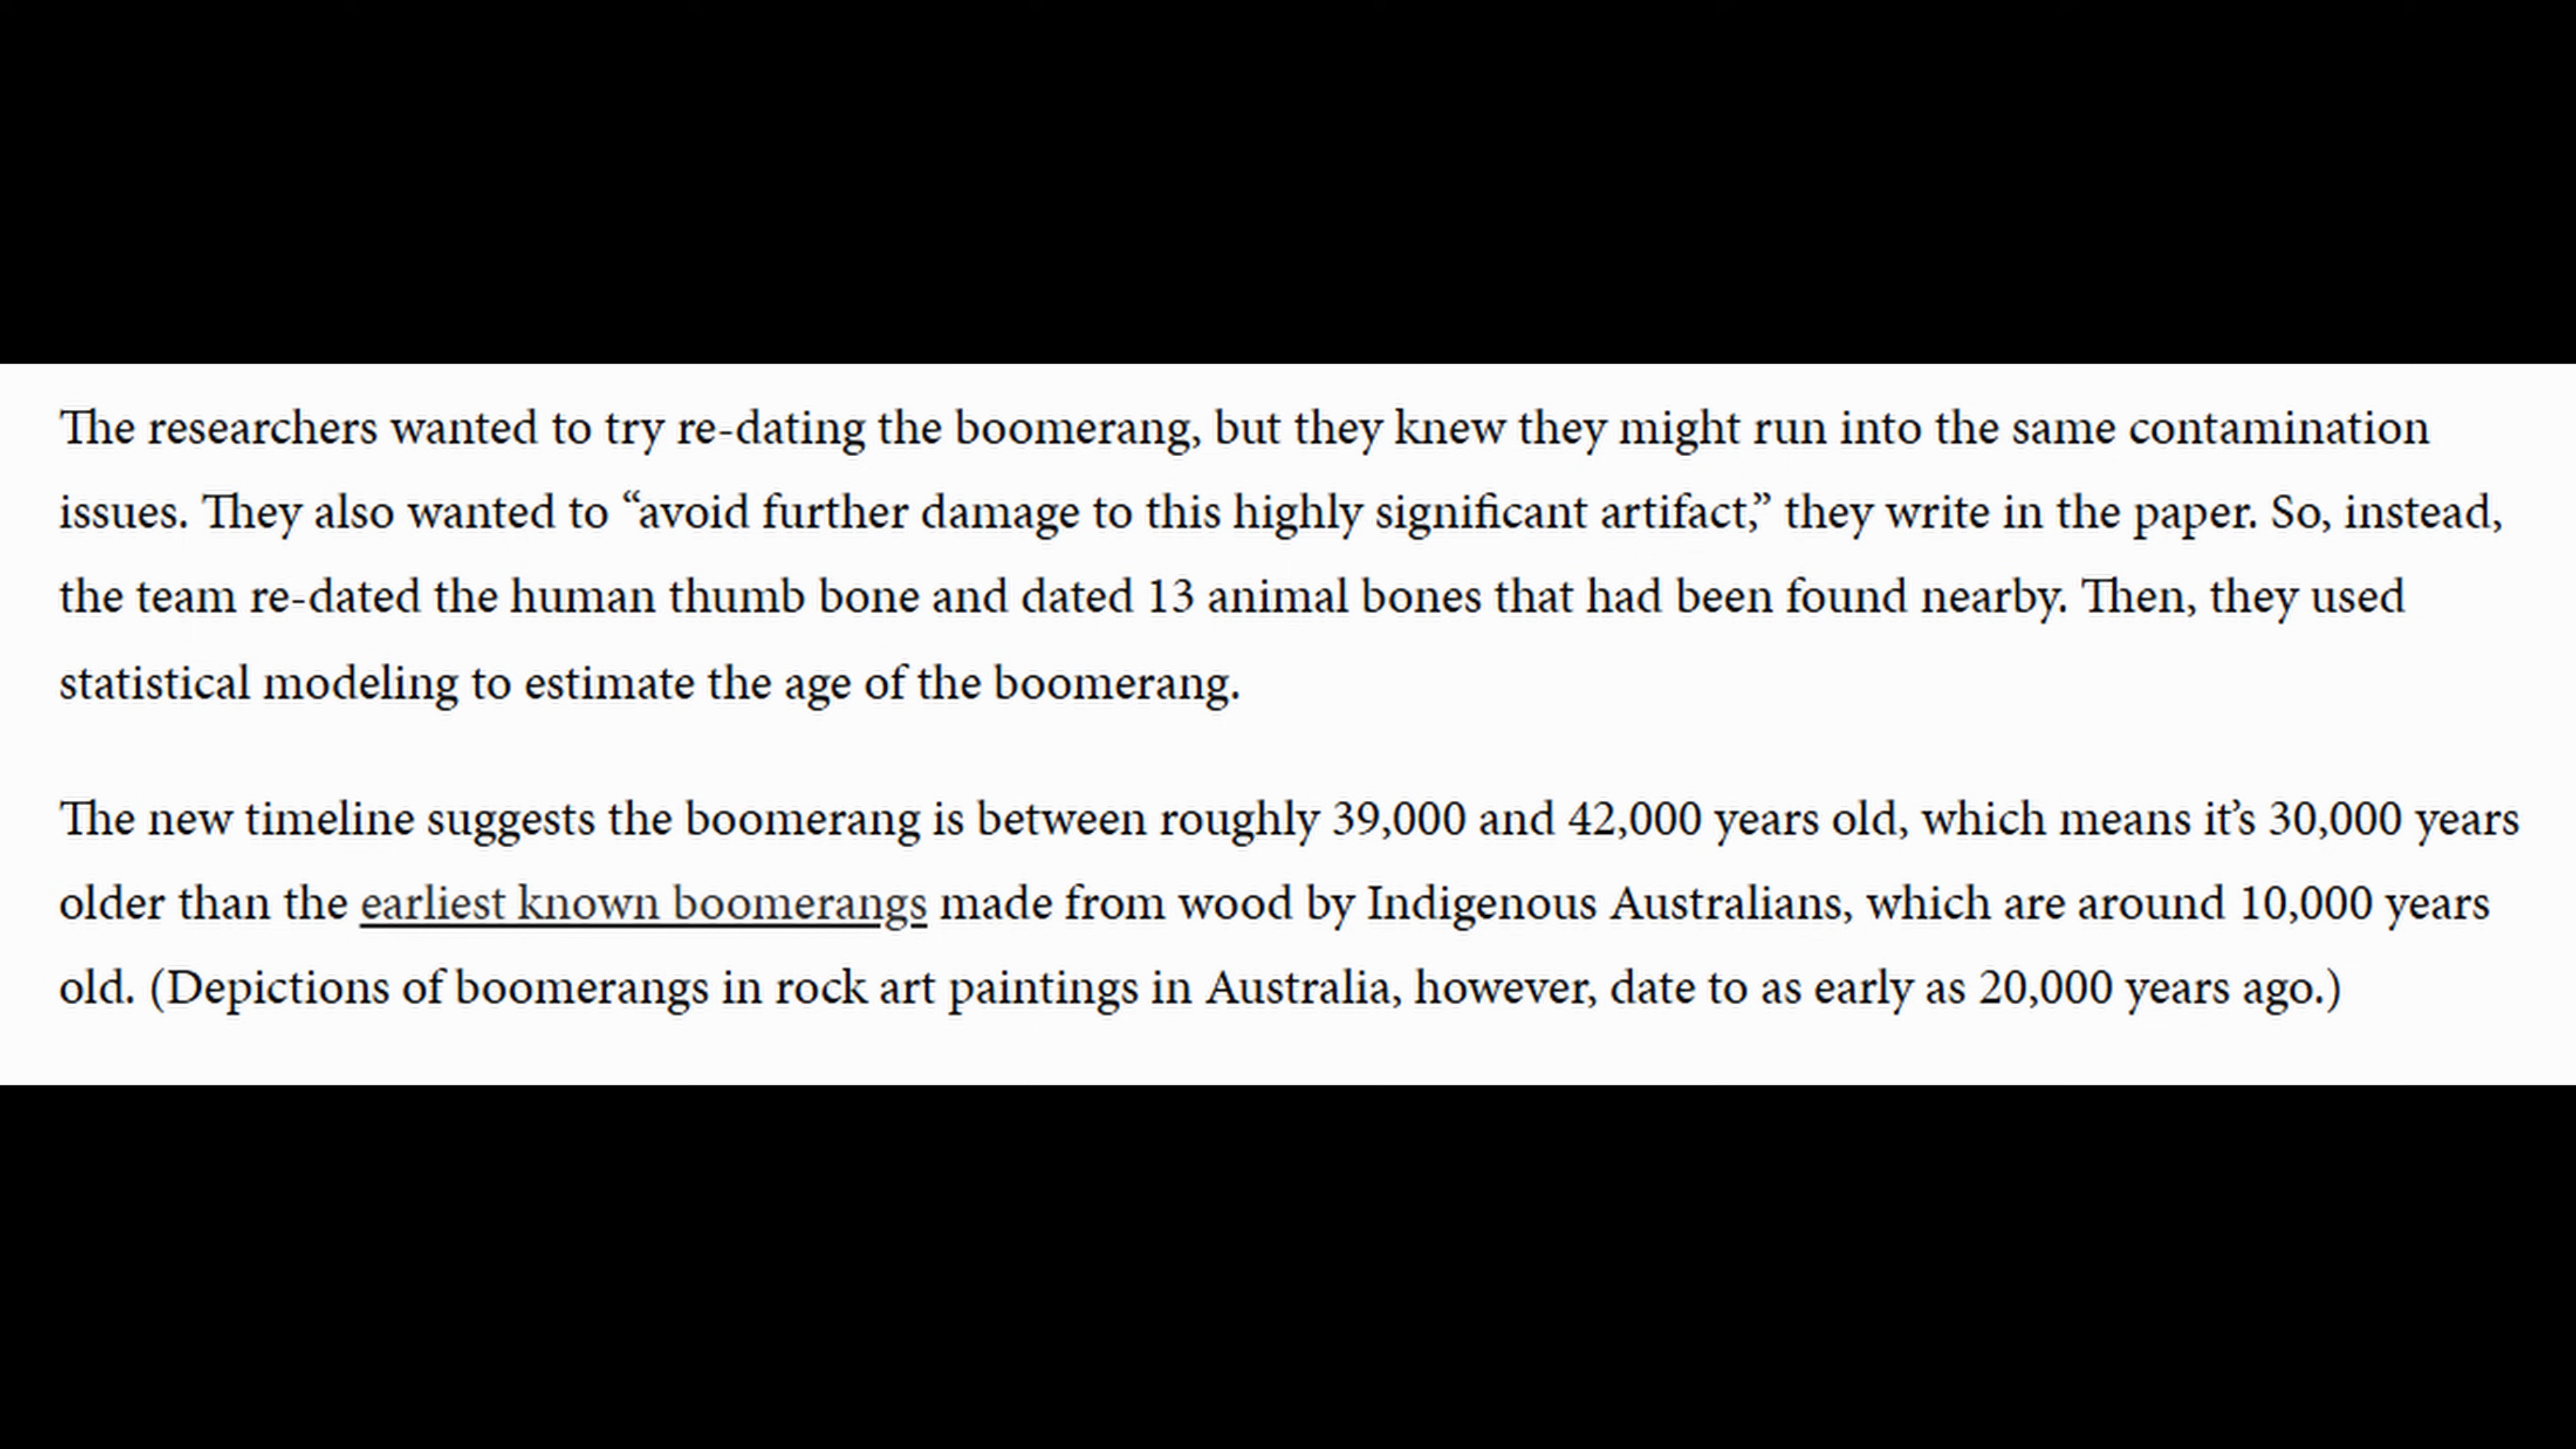 The researchers wanted to try re-dating the boomerang, but they knew they might run into the same contamination
issues. They also wanted to “avoid further damage to this highly significant artifact,” they write in the paper. So, instead,
the team re-dated the human thumb bone and dated 13 animal bones that had been found nearby. Then, they used
statistical modeling to estimate the age of the boomerang.
The new timeline suggests the boomerang is between roughly 39,000 and 42,000 years old, which means it’s 30,000 years
older than the earliest known boomerangs made from wood by Indigenous Australians, which are around 10,000 years
old. (Depictions of boomerangs in rock art paintings in Australia, however, date to as early as 20,000 years ago.)